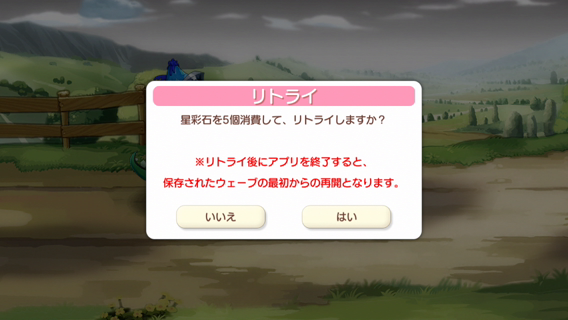 リトライ
星彩石を5個消費して、リトライしますか？
※リトライ後にアプリを終了すると、
保存されたウェーブの最初からの再開となります。
いいえ
はい